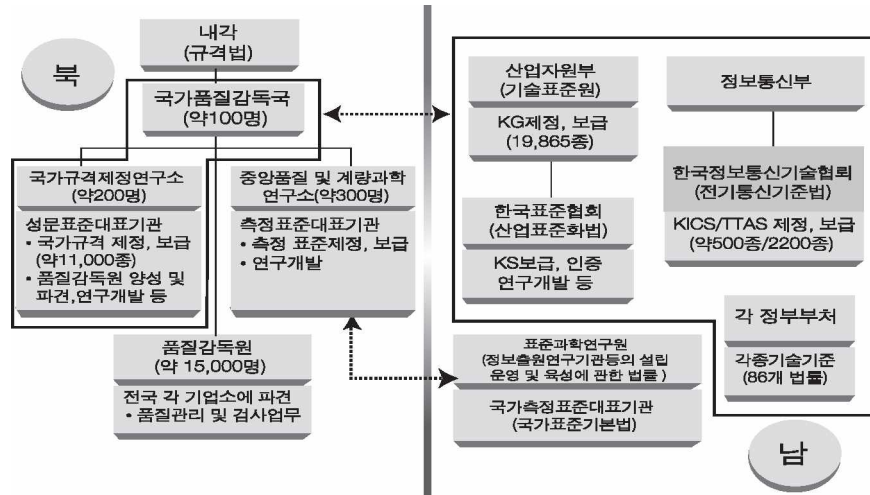 북
내각
(규격법)
국가품질감독국
(약100명)
국가규격제정연구소
(약200명)
성문표준대표기관
• 국가규격 제정, 보급
(약11,000종)
• 품질감독원 양성 및
파견,연구개발 등
중앙품질 및 계량과학
연구소(약300명)
측정표준대표기관
• 측정 표준제정, 보급
• 연구개발
품질감독원
(약 15,000명)
전국 각 기업소에 파견
• 품질관리 및 검사업무
산업자원부
(기술표준원)
KG제정, 보급
(19,865종)
한국표준협회
(산업표준화법)
KS보급, 인증
연구개발 등
정보통신부
한국정보통신기술협력
(전기통신기준법)
KICS/TTAS 제정, 보급
(약500종/2200종)
각 정부부처
각종기술기준
(86개 법률)
표준과학연구원
(정보출원연구기관등의 설립
운영 및 육성에 관한 법률 )
국가측정표준대표기관
(국가표준기본법)
남